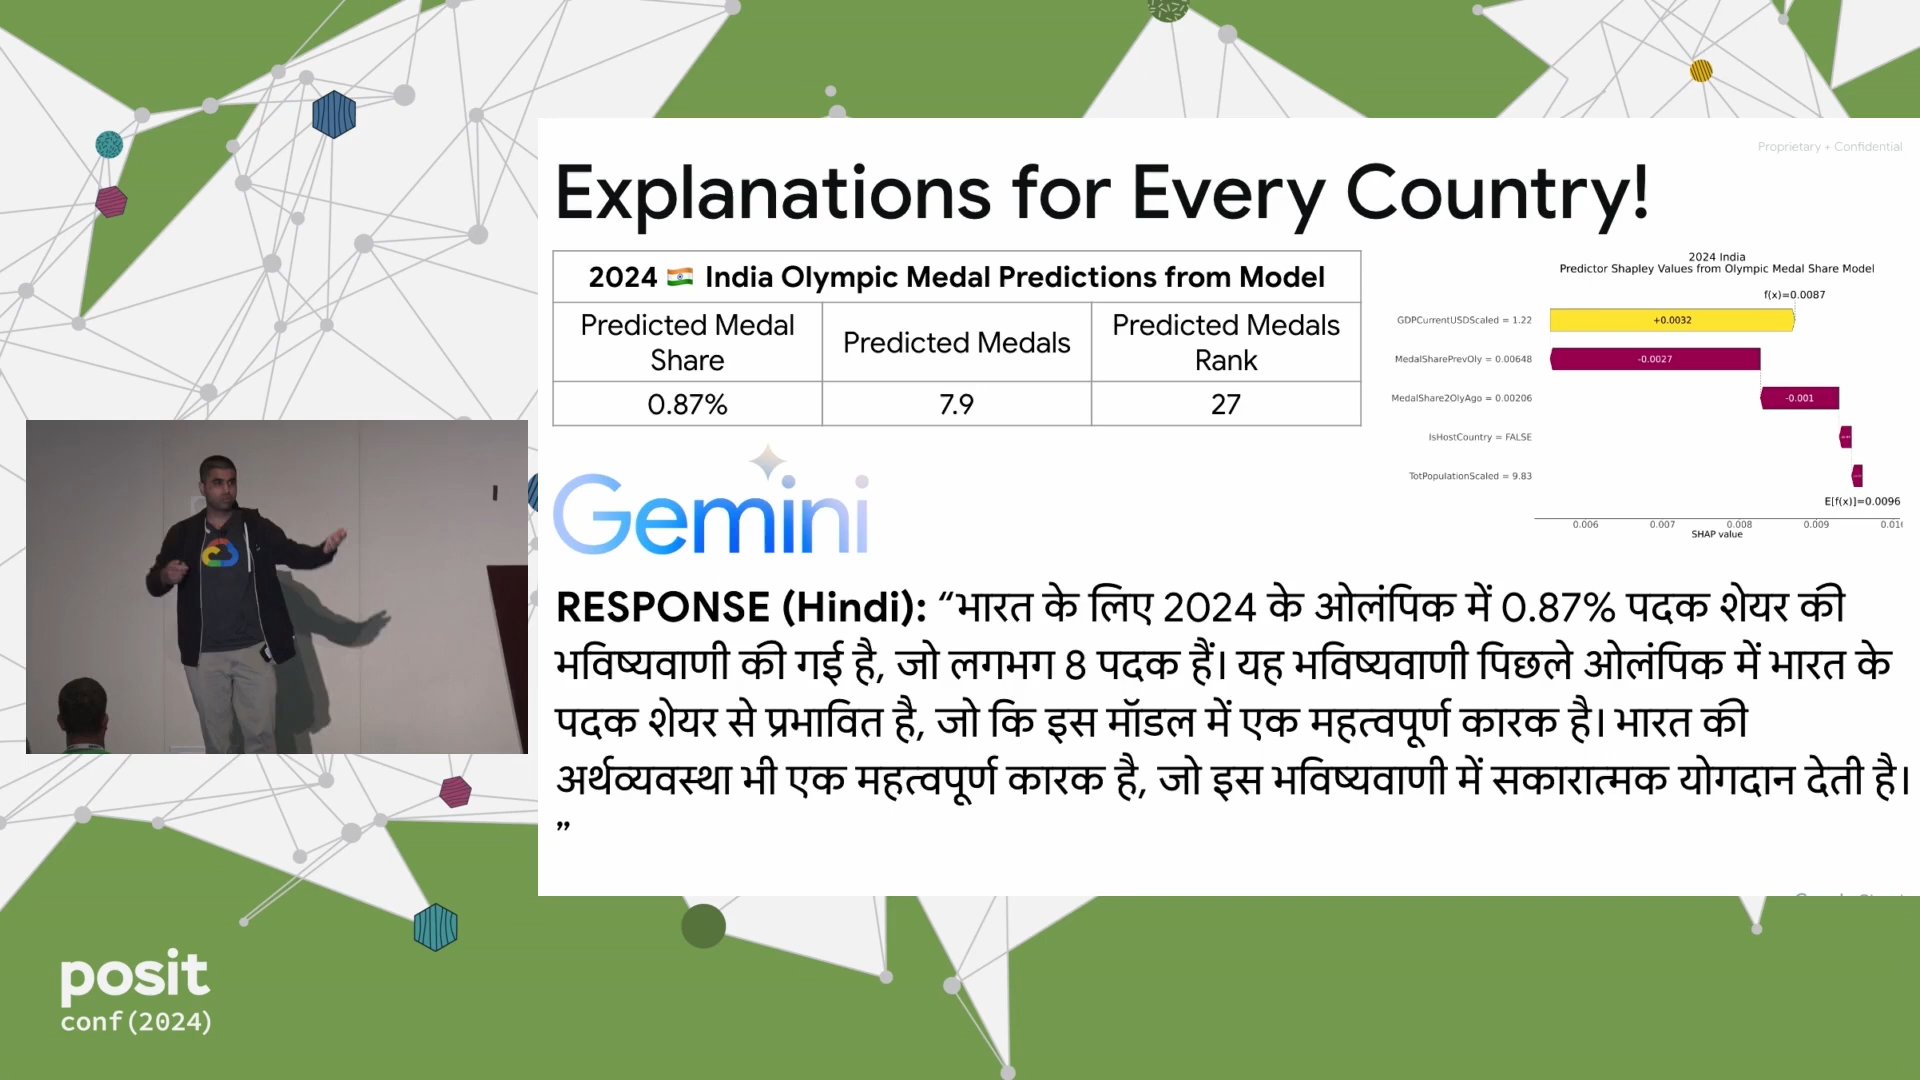 Proprietary + Confidential
Explanations for Every Country!
2024 🇮🇳 India Olympic Medal Predictions from Model
Predicted Medal Share
Predicted Medals
Predicted Medals Rank
0.87%
7.9
27
2024 India
Predictor Shapley Values from Olympic Medal Share Model
f(x)=0.0087
GDPCurrentUSDScaled = 1.22
+0.0032
MedalSharePrevOly = 0.00648
-0.0027
MedalShare2OlyAgo = 0.00206
-0.001
IsHostCountry = FALSE
TotPopulationScaled = 9.83
E[f(x)]=0.0096
0.006 0.007 0.008 0.009
SHAP value
Gemini
RESPONSE (Hindi): “भारत के लिए 2024 के ओलंपिक में 0.87% पदक शेयर की
भविष्यवाणी की गई है, जो लगभग 8 पदक हैं। यह भविष्यवाणी पिछले ओलंपिक में भारत के
पदक शेयर से प्रभावित है, जो कि इस मॉडल में एक महत्वपूर्ण कारक है। भारत की
अर्थव्यवस्था भी एक महत्वपूर्ण कारक है, जो इस भविष्यवाणी में सकारात्मक योगदान देती है।
”
posit
conf(2024)